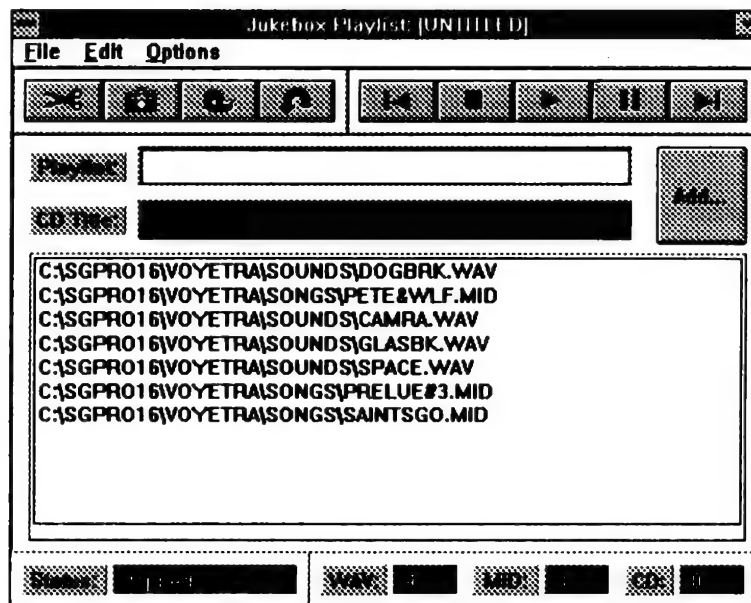 Jukebox Playlist: [UNTITLED]
File Edit Options
Playlist:
Add...
CD Title:
C:\SGPRO16\VOYETRA\SOUNDS\DOGBRK.WAV
C:\SGPRO16\VOYETRA\SONGS\PETE&WLF.MID
C:\SGPRO16\VOYETRA\SOUNDS\CAMRA.WAV
C:\SGPRO16\VOYETRA\SOUNDS\GLASBK.WAV
C:\SGPRO16\VOYETRA\SOUNDS\SPACE.WAV
C:\SGPRO16\VOYETRA\SONGS\PRELUE#3.MID
C:\SGPRO16\VOYETRA\SONGS\SAINTSGO.MID
Status: WAV: MID: CD: 0